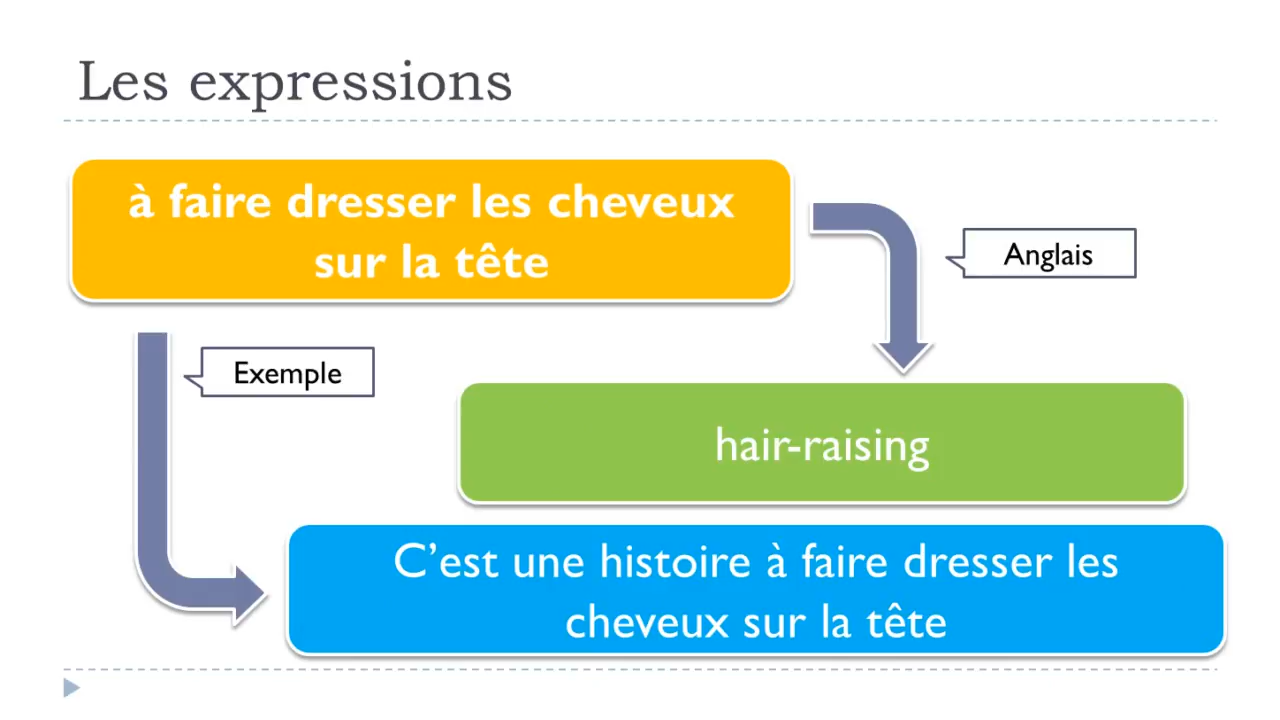 Les expressions
à faire dresser les cheveux
sur la tête
Anglais
Exemple
hair-raising
C’est une histoire à faire dresser les
cheveux sur la tête